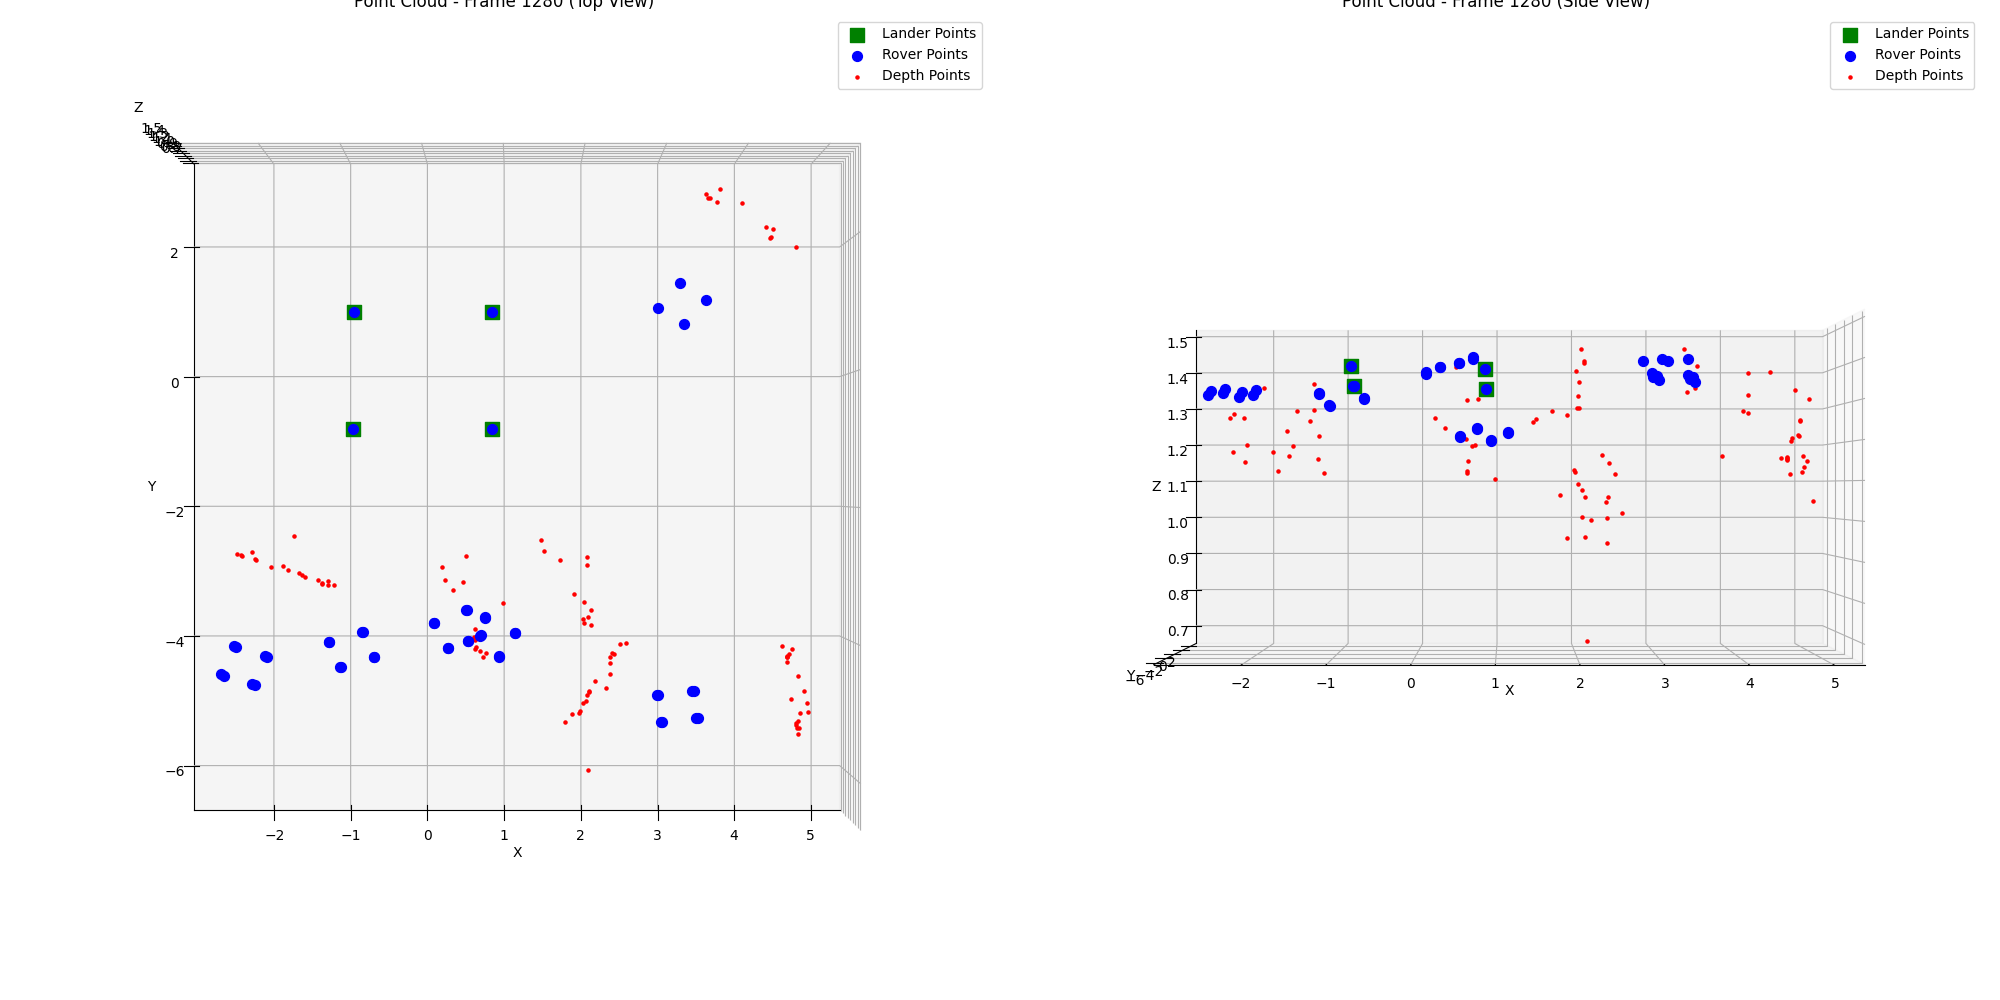 Point Cloud - Frame 1280 (Top View)
Lander Points
Rover Points
Depth Points
Z
2
0
−2
−4
−6
Y
−2
−1
0
1
2
3
4
5
X
Point Cloud - Frame 1280 (Side View)
Lander Points
Rover Points
Depth Points
1.5
1.4
1.3
1.2
Z 1.1
1.0
0.9
0.8
0.7
Y
−2
−1
0
1
2
3
4
5
X